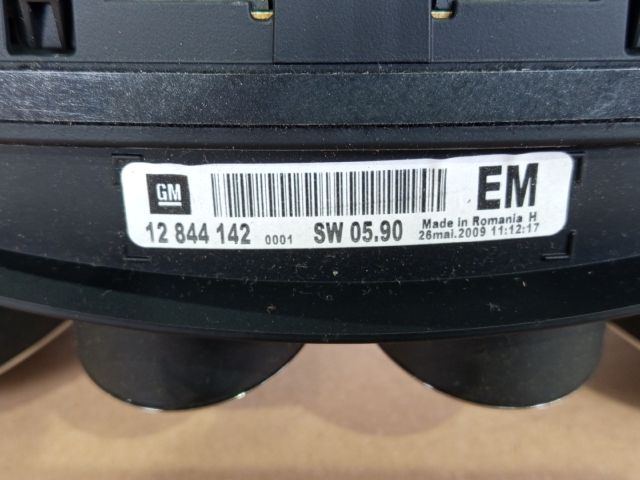 GM
EM
12 844 142 0001 SW 05.90
Made in Romania H
26mai.2009 11:12:17